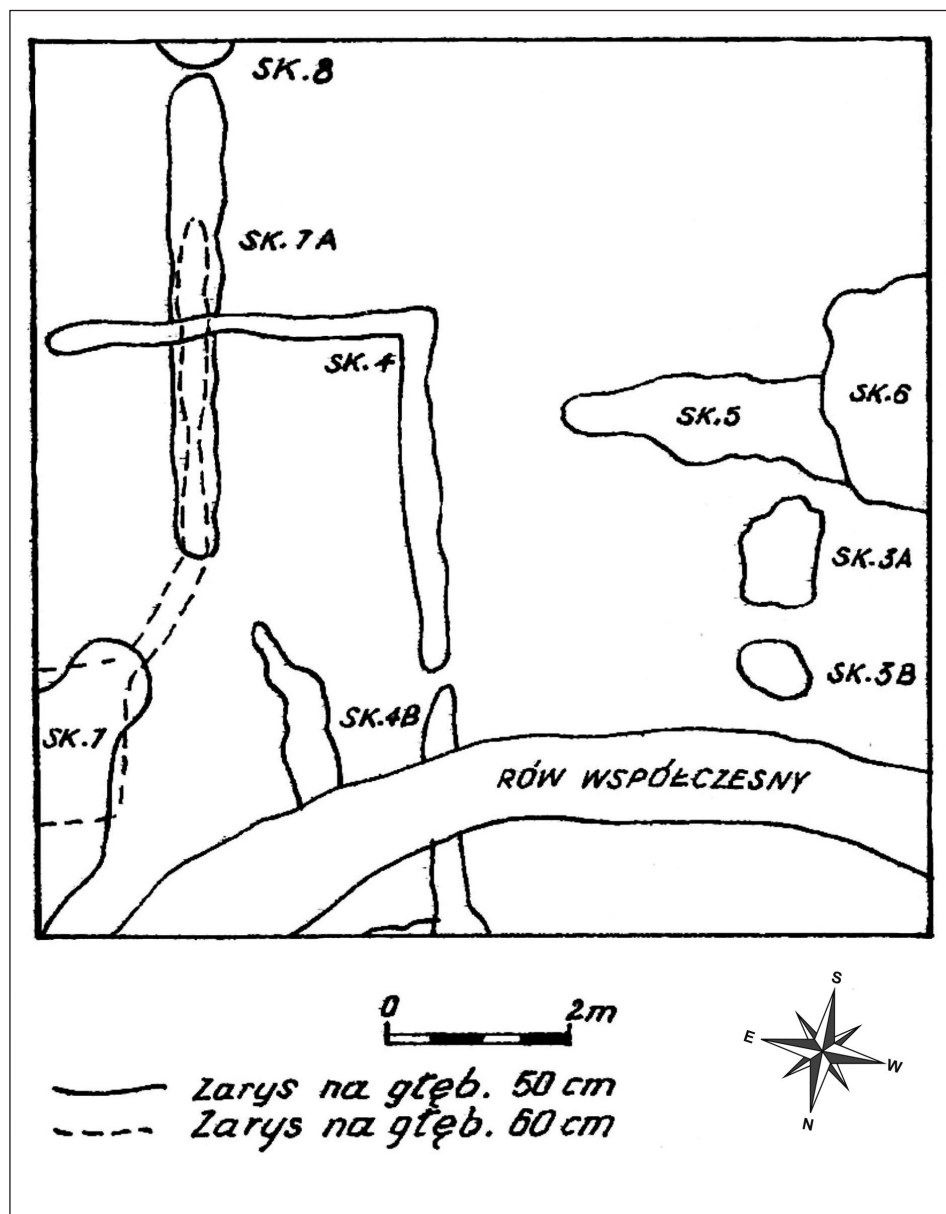 SK. 8
SK. 7A
SK. 4
SK. 5
SK. 6
SK. 3A
SK. 3B
SK. 4B
SK. 7
RÓW WSPÓŁCZESNY
0 2m
S
E
W
N
Zarys na głęb. 50 cm
Zarys na głęb. 60 cm